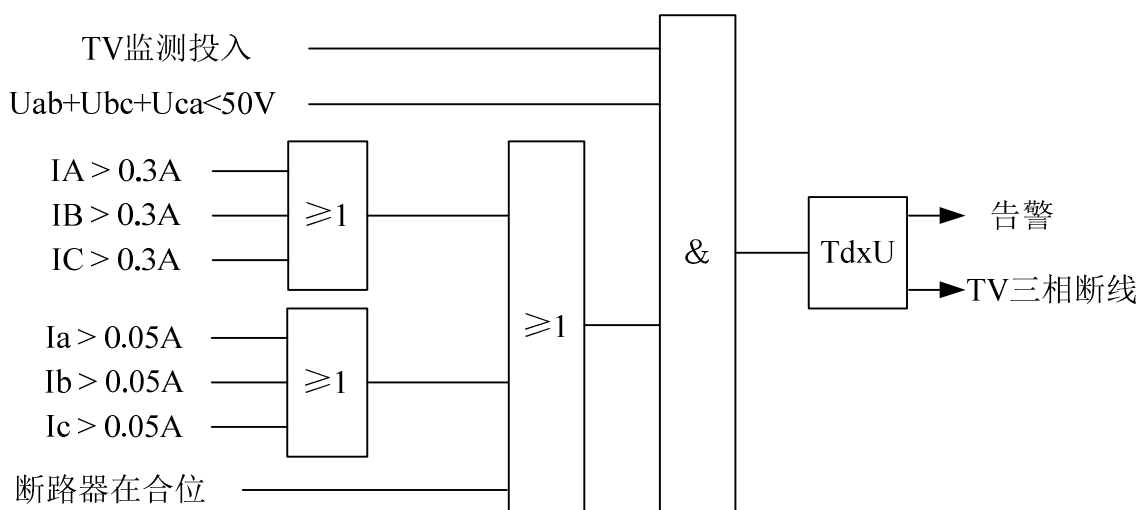 TV监测投入
Uab+Ubc+Uca<50V
IA > 0.3A
IB > 0.3A
IC > 0.3A
≥1
Ia > 0.05A
Ib > 0.05A
Ic > 0.05A
≥1
断路器在合位
≥1
&
TdxU
告警
TV三相断线